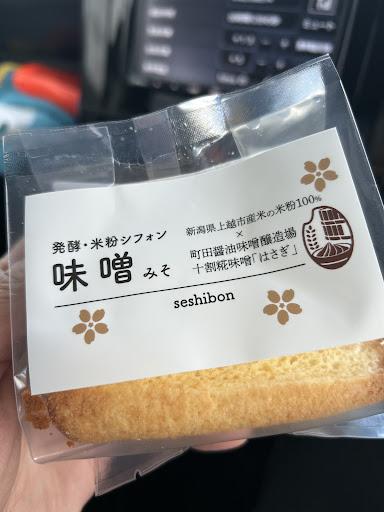 発酵・米粉シフォン
味噌 みそ
新潟県上越市産米の米粉100%
×
町田醤油味噌醸造場
十割糀味噌「はさぎ」
seshibon